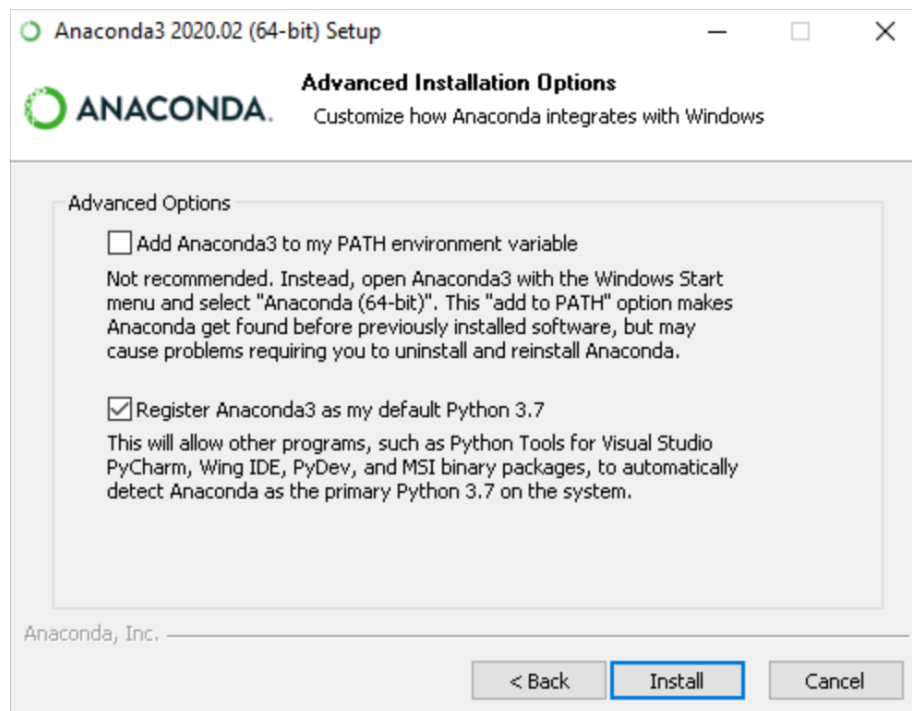 Anaconda3 2020.02 (64-bit) Setup
ANACONDA.
Advanced Installation Options
Customize how Anaconda integrates with Windows
Advanced Options
Add Anaconda3 to my PATH environment variable
Not recommended. Instead, open Anaconda3 with the Windows Start
menu and select "Anaconda (64-bit)". This "add to PATH" option makes
Anaconda get found before previously installed software, but may
cause problems requiring you to uninstall and reinstall Anaconda.
Register Anaconda3 as my default Python 3.7
This will allow other programs, such as Python Tools for Visual Studio
PyCharm, Wing IDE, PyDev, and MSI binary packages, to automatically
detect Anaconda as the primary Python 3.7 on the system.
Anaconda, Inc.
< Back
Install
Cancel